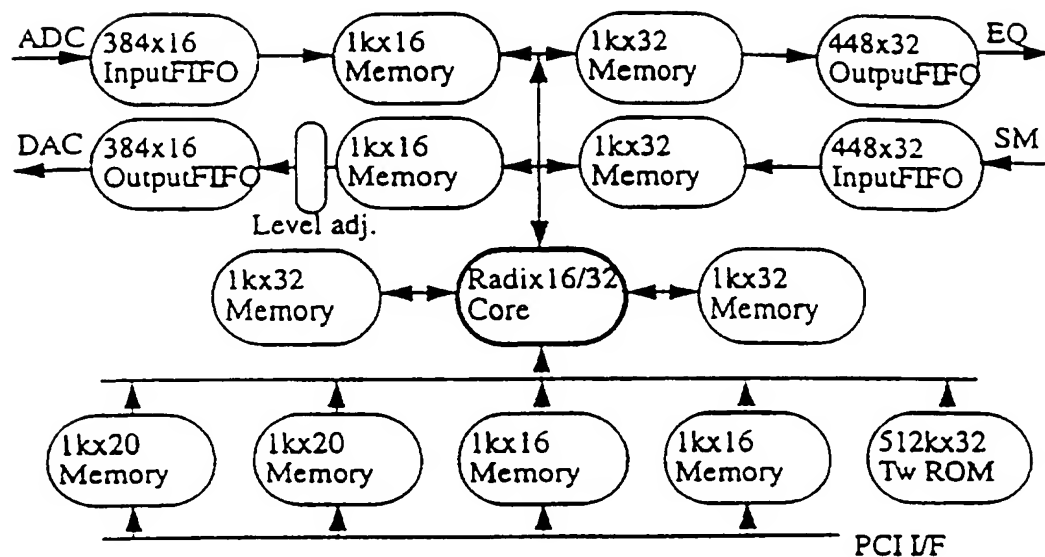 ADC
384x16
InputFIFO
1kx16
Memory
1kx32
Memory
448x32
OutputFIFO
EQ
DAC
384x16
OutputFIFO
Level adj.
1kx16
Memory
1kx32
Memory
448x32
InputFIFO
SM
1kx32
Memory
Radix16/32
Core
1kx32
Memory
1kx20
Memory
1kx20
Memory
1kx16
Memory
1kx16
Memory
512kx32
Tw ROM
PCI I/F